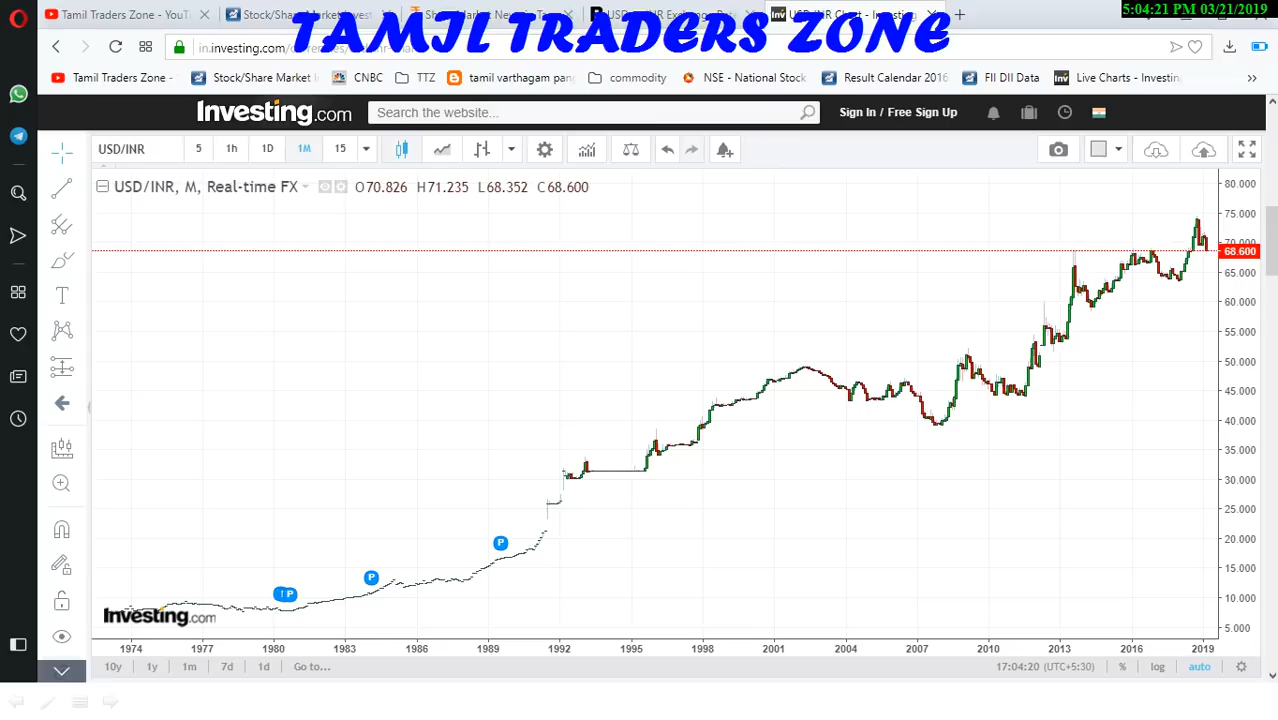 5:04:21 PM 03/21/2019
Tamil Traders Zone - YouT
Stock/Share Market Invest
TAMIL TRADERS ZONE
in.investing.com/
Tamil Traders Zone -
Stock/Share Market
CNBC
TTZ
tamil varthagam pang
commodity
NSE - National Stock
Result Calendar 2016
FII DII Data
Live Charts - Investin
»
Investing.com
Search the website...
Sign In / Free Sign Up
USD/INR
5
1h
1D
1M
15
USD/INR, M, Real-time FX
O70.826 H71.235 L68.352 C68.600
80.000
75.000
70.000
68.600
65.000
60.000
55.000
50.000
45.000
40.000
35.000
30.000
25.000
20.000
15.000
10.000
5.000
P
P
! P
Investing.com
1974 1977 1980 1983 1986 1989 1992 1995 1998 2001 2004 2007 2010 2013 2016 2019
10y 1y 1m 7d 1d Go to...
17:04:20 (UTC+5:30) % log auto